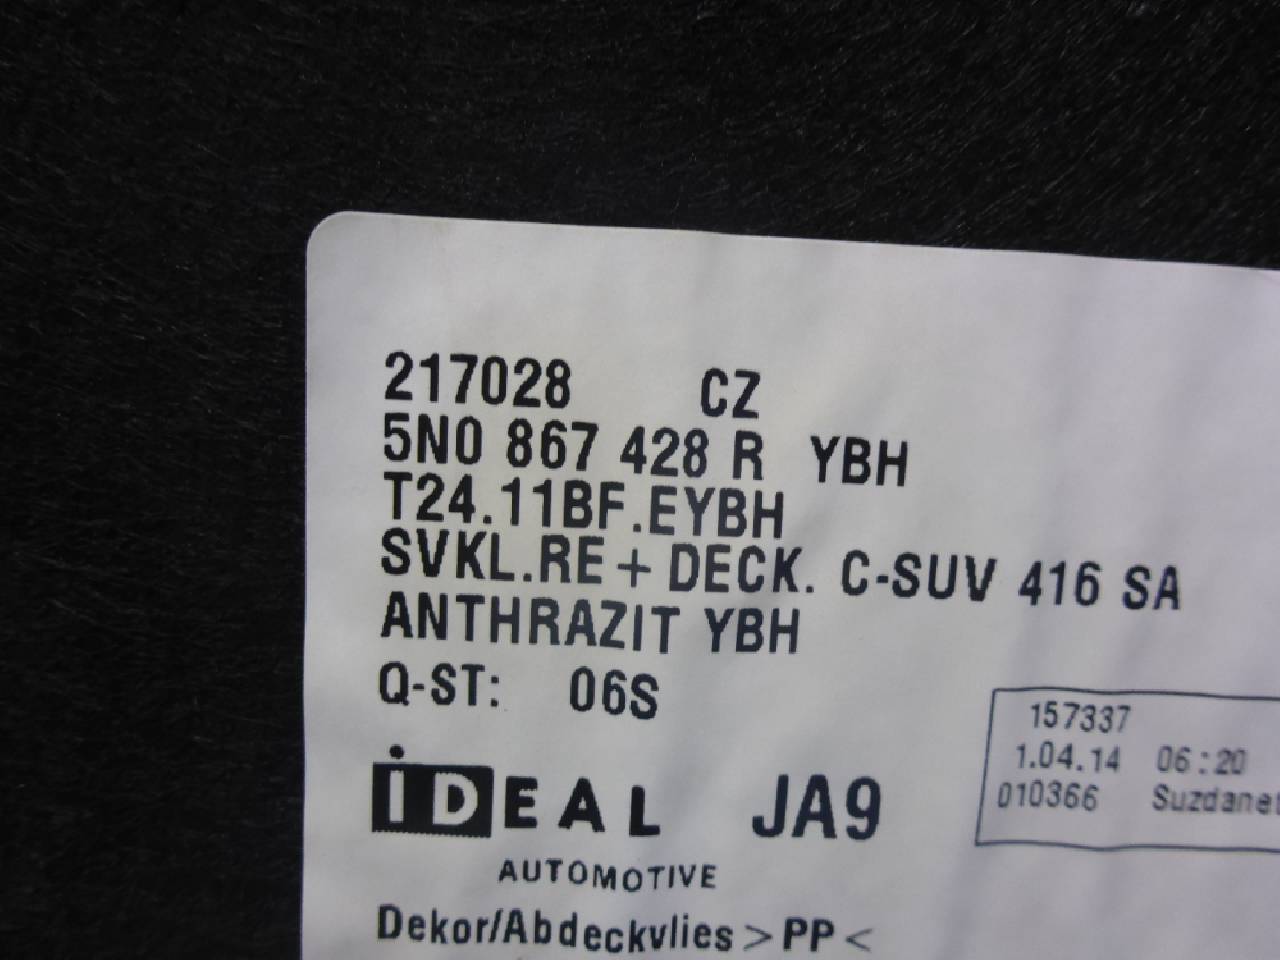 217028 CZ
5N0 867 428 R YBH
T24.11BF.EYBH
SVKL.RE + DECK. C-SUV 416 SA
ANTHRAZIT YBH
Q-ST: 06S
157337
1.04.14 06:20
010366
iDEAL JA9
AUTOMOTIVE
Dekor/Abdeckvlies > PP <